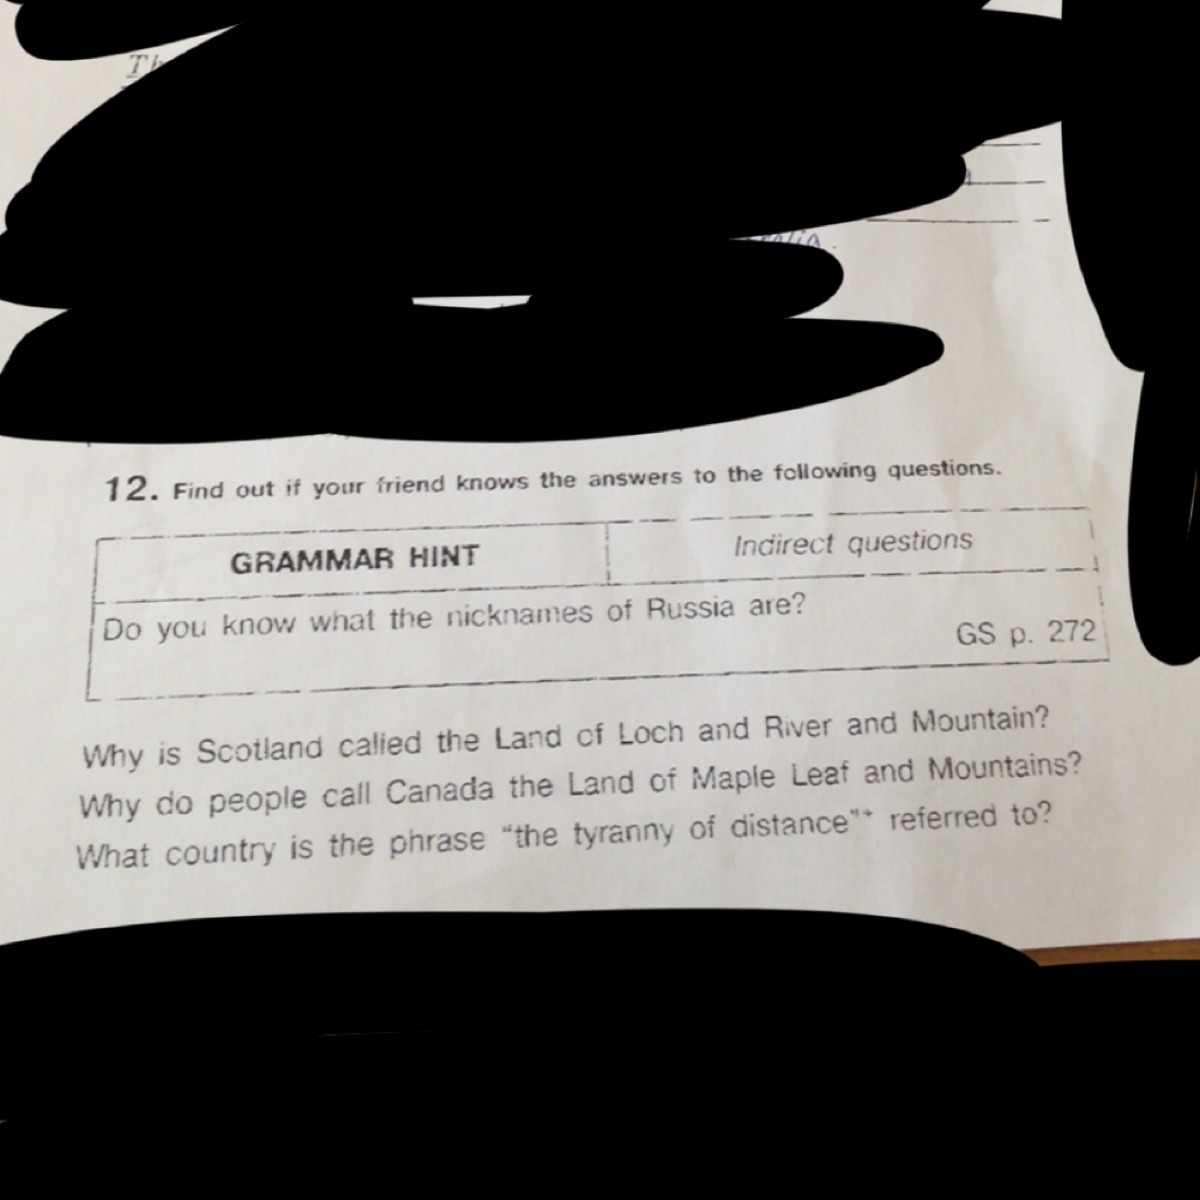 Th
alia.
12. Find out if your friend knows the answers to the following questions.
GRAMMAR HINT
Indirect questions
Do you know what the nicknames of Russia are?
GS p. 272
Why is Scotland called the Land of Loch and River and Mountain?
Why do people call Canada the Land of Maple Leaf and Mountains?
What country is the phrase “the tyranny of distance”* referred to?